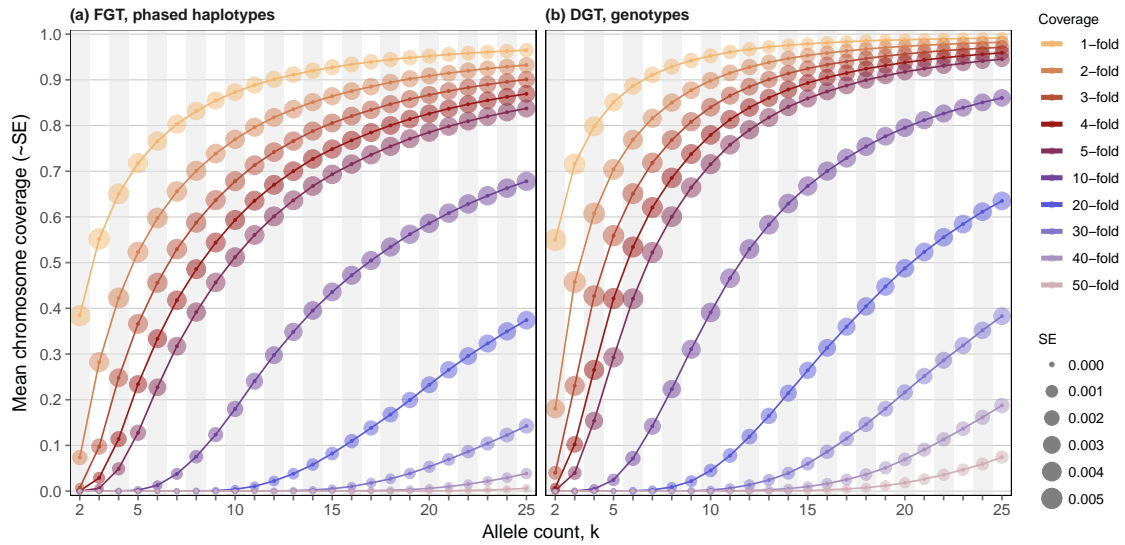 (a) FGT, phased haplotypes
(b) DGT, genotypes
Mean chromosome coverage (~SE)
1.0
0.9
0.8
0.7
0.6
0.5
0.4
0.3
0.2
0.1
0.0
2 5 10 15 20 25
2 5 10 15 20 25
Allele count, k
Coverage
1−fold
2−fold
3−fold
4−fold
5−fold
10−fold
20−fold
30−fold
40−fold
50−fold
SE
0.000
0.001
0.002
0.003
0.004
0.005